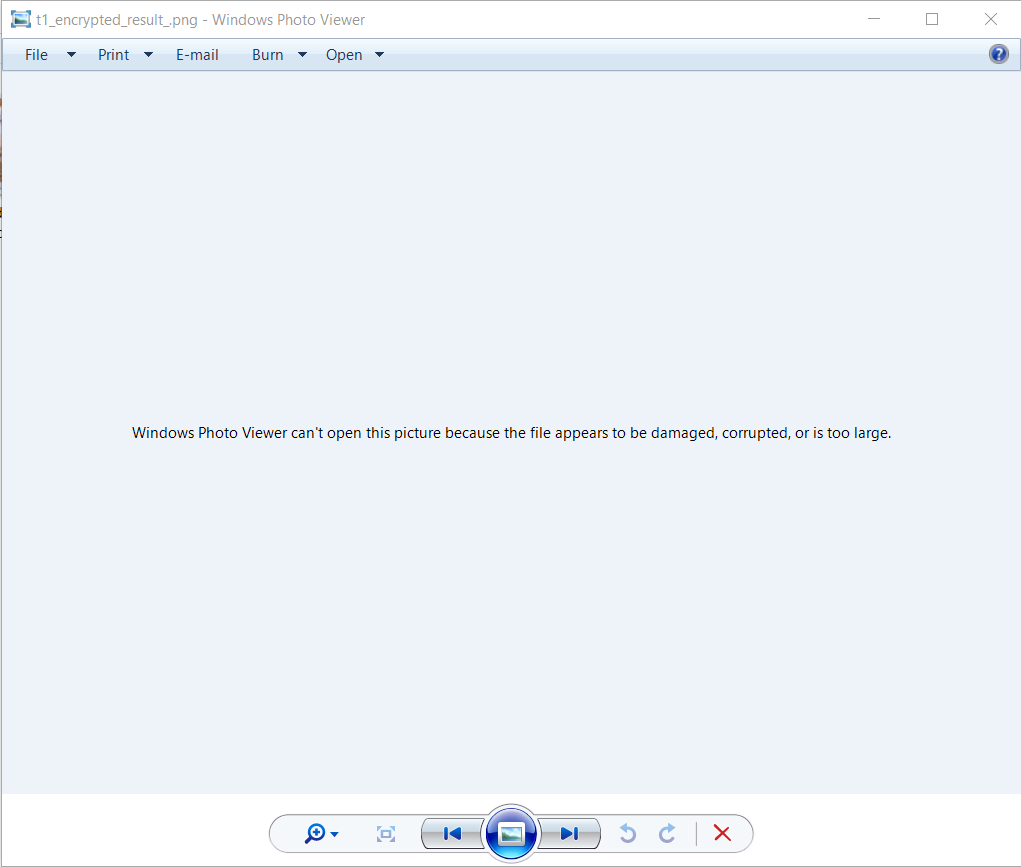 t1_encrypted_result_.png - Windows Photo Viewer
File Print E-mail Burn Open
Windows Photo Viewer can't open this picture because the file appears to be damaged, corrupted, or is too large.